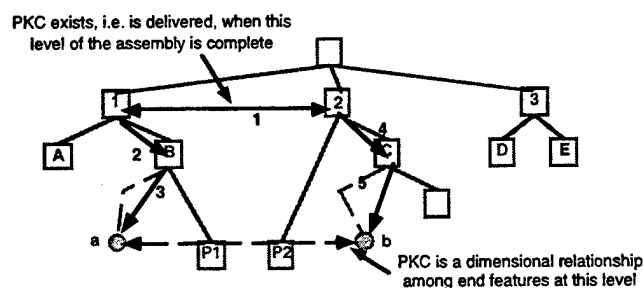 PKC exists, i.e. is delivered, when this
level of the assembly is complete
1
2
3
1
4
A
2
B
C
D
E
3
5
a
P1
P2
b
PKC is a dimensional relationship
among end features at this level